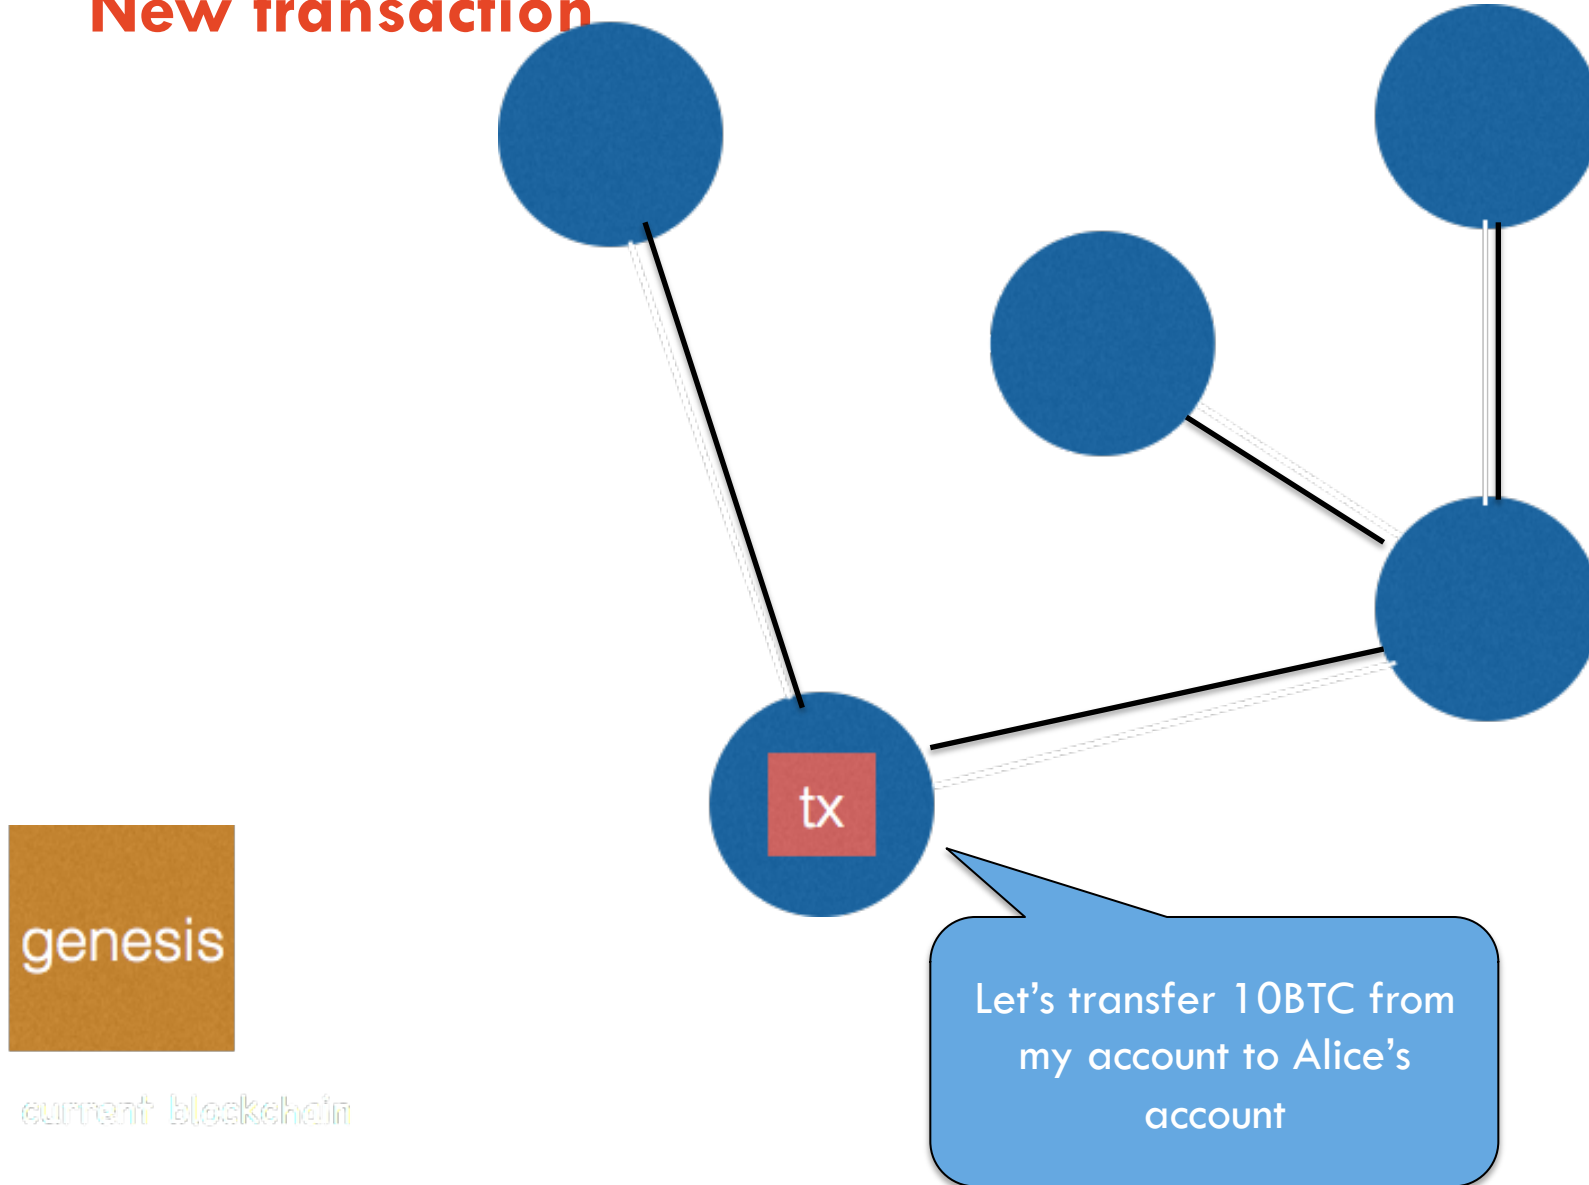 New transaction
tx
genesis
current blockchain
Let’s transfer 10BTC from
my account to Alice’s
account